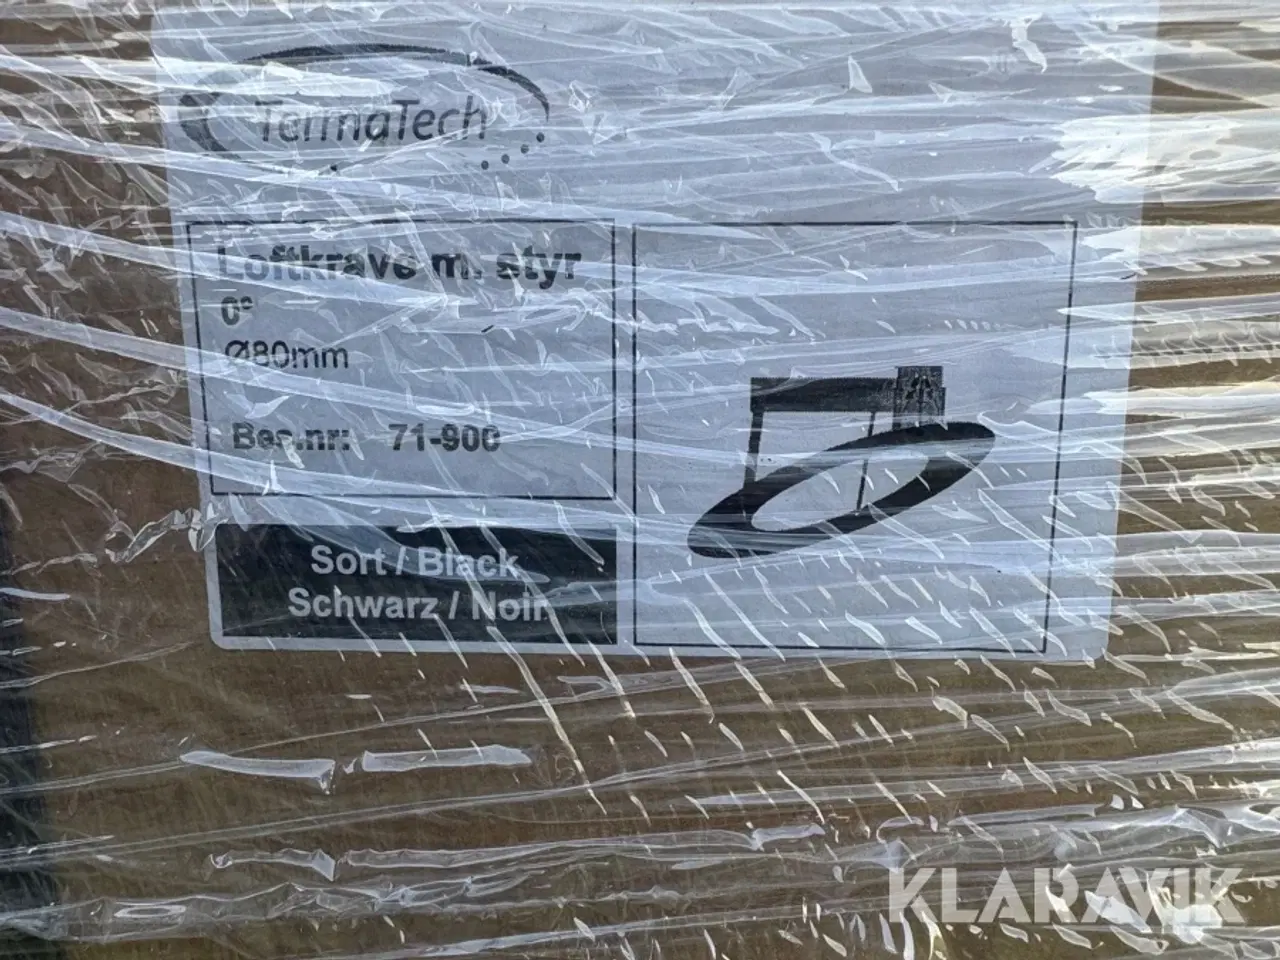 TermaTech
Loftkrave m. styr
0°
Ø80mm
Bes.nr: 71-900
Sort / Black
Schwarz / Noir
KLARAVIK